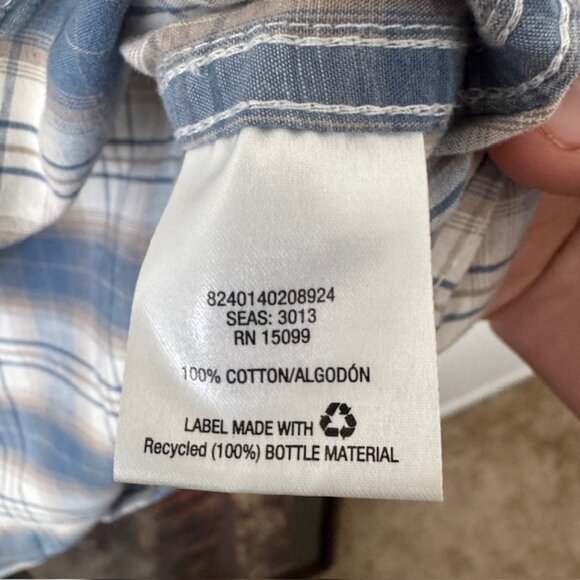 8240140208924
SEAS: 3013
RN 15099
100% COTTON/ALGODÓN
LABEL MADE WITH
Recycled (100%) BOTTLE MATERIAL